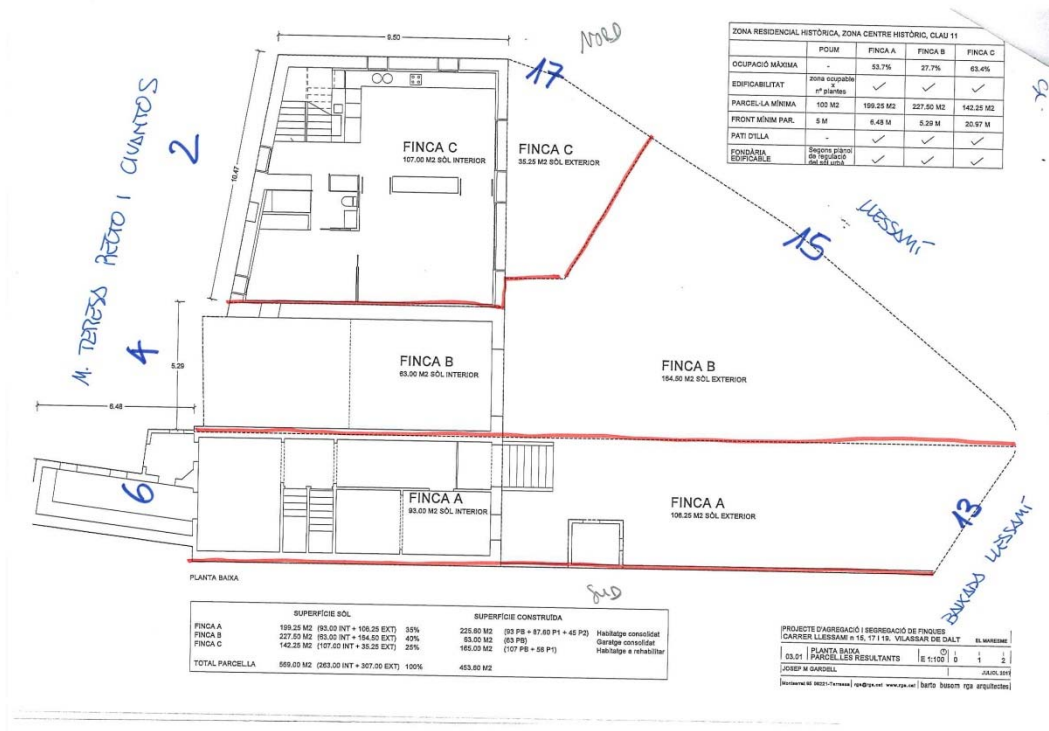 NORD
9.50
17
ZONA RESIDENCIAL HISTÒRICA, ZONA CENTRE HISTÒRIC, CLAU 11
POUM FINCA A FINCA B FINCA C
OCUPACIÓ MÀXIMA - 53.7% 27.7% 63.4%
EDIFICABILITAT zona ocupable x nº plantes ✓ ✓ ✓
PARCEL·LA MÍNIMA 100 M2 199,25 M2 227,50 M2 142,25 M2
FRONT MÍNIM PAR. 5 M 6,48 M 5,29 M 20,97 M
PATI D'ILLA - ✓ ✓ ✓
FONDÀRIA EDIFICABLE Segons plànol de regulació del sòl urbà ✓ ✓ ✓
M. TERESA
2
4
6
10.47
5.29
6.48
FINCA C
107.00 M2 SÒL INTERIOR
FINCA C
35.25 M2 SÒL EXTERIOR
15
LLESSAMÍ
FINCA B
63.00 M2 SÒL INTERIOR
FINCA B
164.50 M2 SÒL EXTERIOR
FINCA A
93.00 M2 SÒL INTERIOR
FINCA A
106.25 M2 SÒL EXTERIOR
13
BAIXADA LLESSAMÍ
PLANTA BAIXA
SUD
SUPERFÍCIE SÒL SUPERFÍCIE CONSTRUÏDA
FINCA A 199,25 M2 (93,00 INT + 106,25 EXT) 35% 225.60 M2 (93 PB + 87.60 P1 + 45 P2) Habitatge consolidat
FINCA B 227,50 M2 (63,00 INT + 164,50 EXT) 40% 63.00 M2 (63 PB) Garatge consolidat
FINCA C 142,25 M2 (107,00 INT + 35,25 EXT) 25% 165,00 M2 (107 PB + 58 P1) Habitatge a rehabilitar
TOTAL PARCEL.LA 569,00 M2 (263,00 INT + 307,00 EXT) 100% 453.60 M2
PROJECTE D'AGREGACIÓ I SEGREGACIÓ DE FINQUES
CARRER LLESSAMÍ n 15, 17 i 19. VILASSAR DE DALT EL MARESME
03.01 PLANTA BAIXA
PARCEL·LES RESULTANTS E 1:100 0 1 2
JOSEP M GARDELL JULIOL
08221-Terrassa rgs@rgs.cat www.rgs.cat barto busom rgs arquitectes